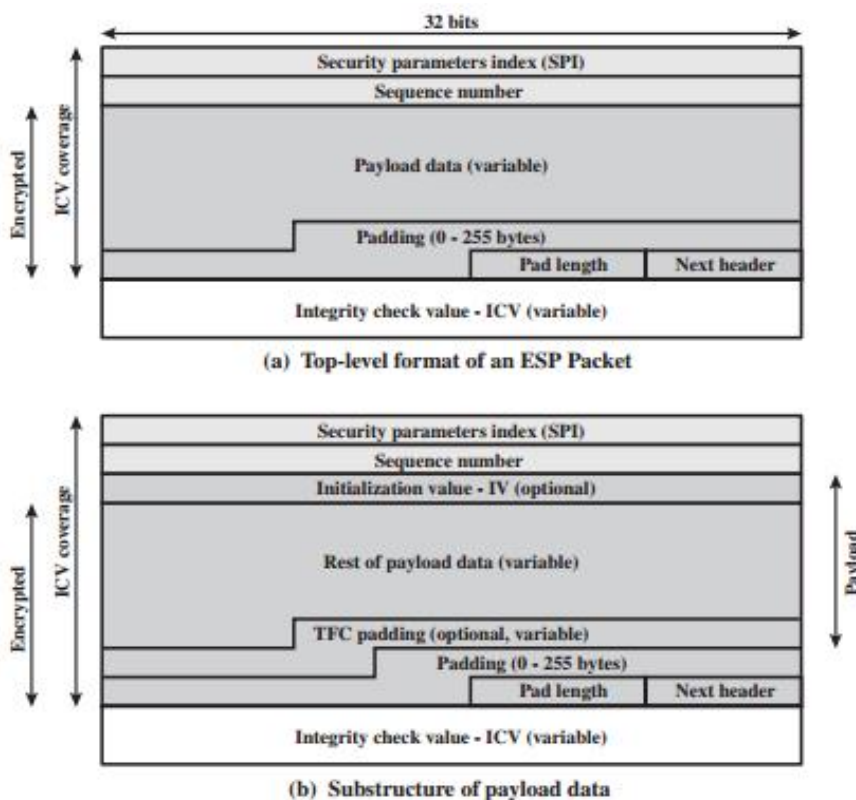 32 bits
Security parameters index (SPI)
Sequence number
Encrypted
ICV coverage
Payload data (variable)
Padding (0 - 255 bytes)
Pad length
Next header
Integrity check value - ICV (variable)
(a) Top-level format of an ESP Packet
Security parameters index (SPI)
Sequence number
Initialization value - IV (optional)
Encrypted
ICV coverage
Rest of payload data (variable)
Payload
TFC padding (optional, variable)
Padding (0 - 255 bytes)
Pad length
Next header
Integrity check value - ICV (variable)
(b) Substructure of payload data